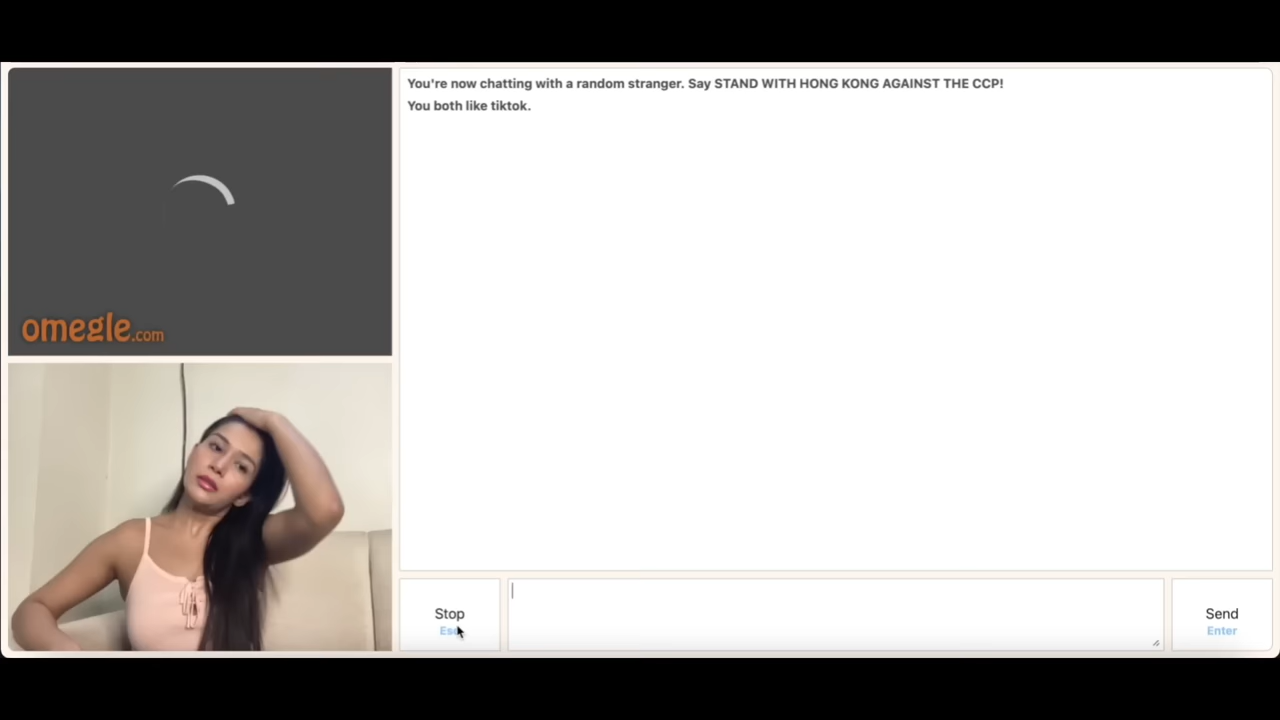 You're now chatting with a random stranger. Say STAND WITH HONG KONG AGAINST THE CCP!
You both like tiktok.
omegle.com
Stop
Esc
Send
Enter